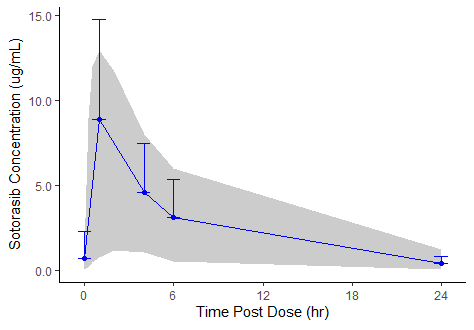 Sotorasib Concentration (ug/mL)
15.0
10.0
5.0
0.0
0 6 12 18 24
Time Post Dose (hr)